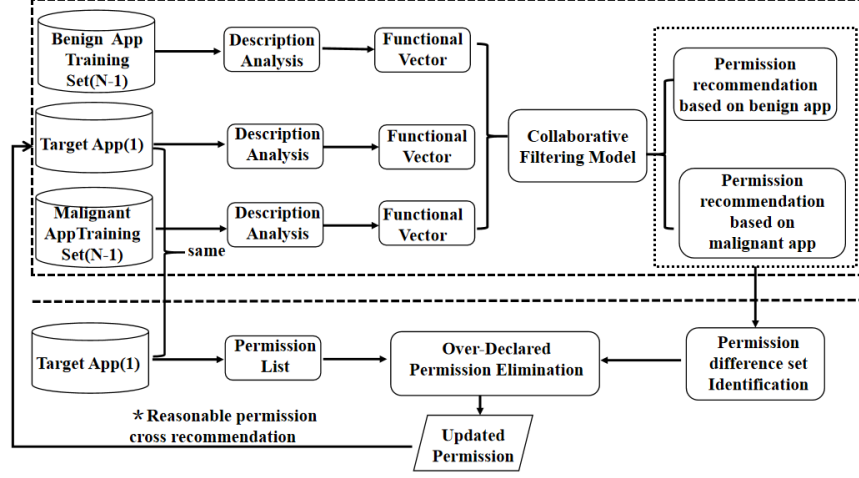 Benign App
Training
Set(N-1)
Description
Analysis
Functional
Vector
Target App(1)
Description
Analysis
Functional
Vector
Malignant
AppTraining
Set(N-1)
Description
Analysis
Functional
Vector
same
Collaborative
Filtering Model
Permission
recommendation
based on benign app
Permission
recommendation
based on
malignant app
Target App(1)
Permission
List
Over-Declared
Permission Elimination
Permission
difference set
Identification
*Reasonable permission
cross recommendation
Updated
Permission